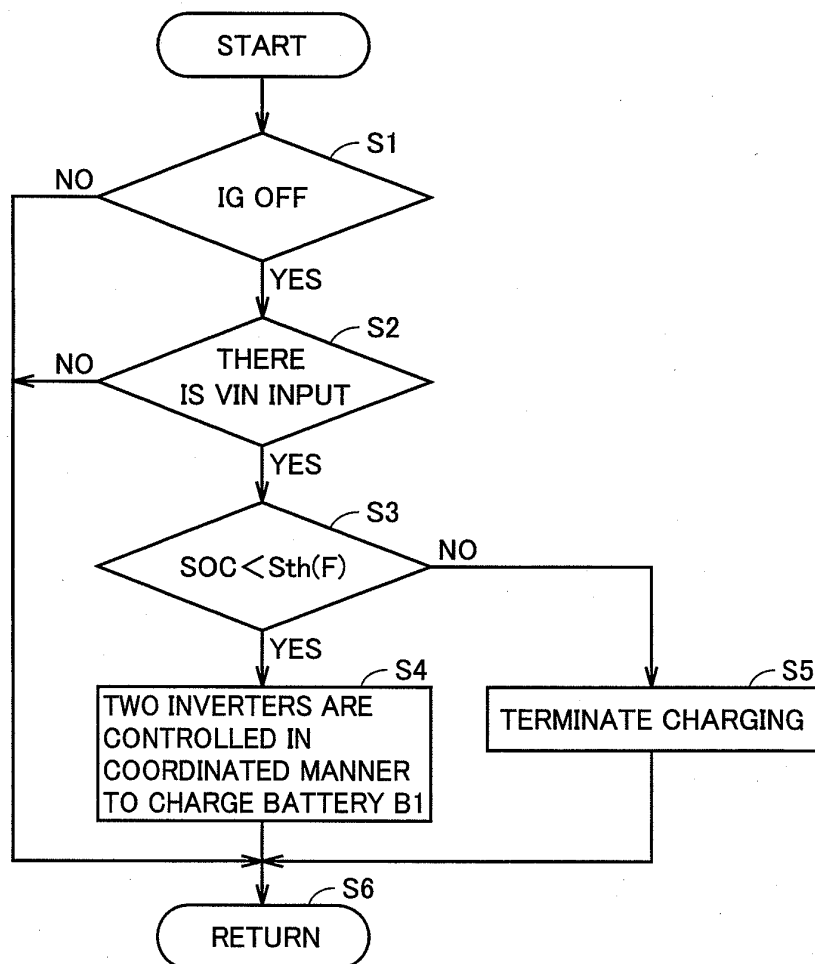 START
S1
NO
IG OFF
YES
S2
NO
THERE
IS VIN INPUT
YES
S3
NO
SOC<Sth(F)
YES
S4
TWO INVERTERS ARE
CONTROLLED IN
COORDINATED MANNER
TO CHARGE BATTERY B1
S5
TERMINATE CHARGING
S6
RETURN